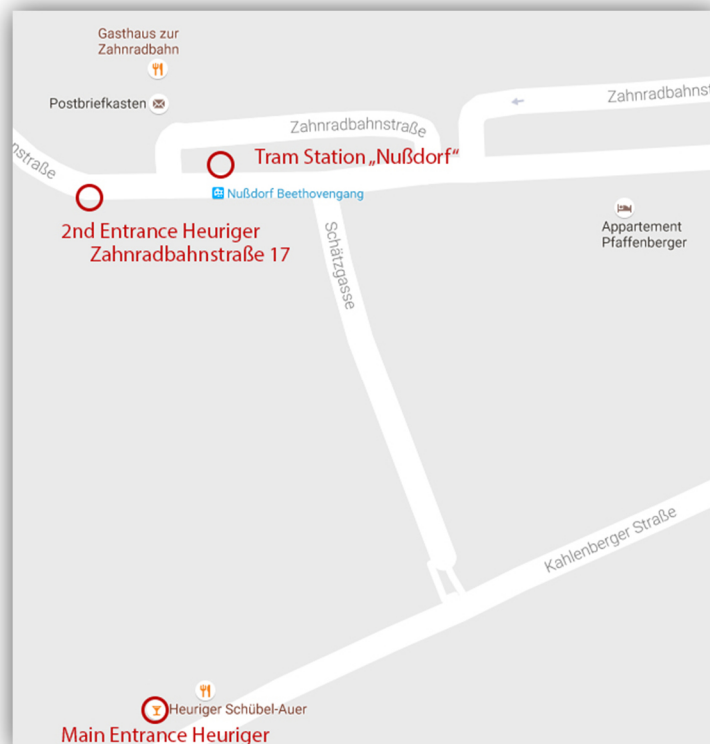 Gasthaus zur
Zahnradbahn
Postbriefkasten
Zahnradbahnst
Zahnradbahnstraße
nstraße
Tram Station „Nußdorf“
Nußdorf Beethovengang
2nd Entrance Heuriger
Zahnradbahnstraße 17
Appartement
Pfaffenberger
Schätzgasse
Kahlenberger Straße
Heuriger Schübel-Auer
Main Entrance Heuriger